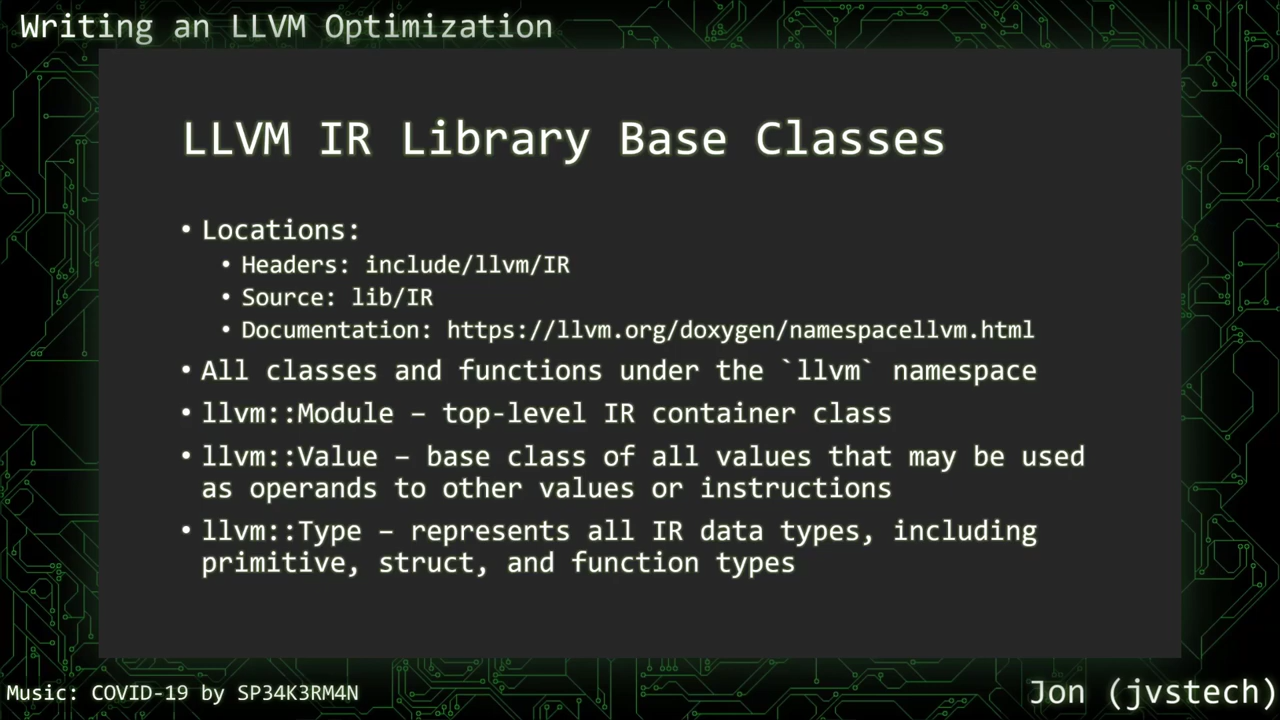 Writing an LLVM Optimization
LLVM IR Library Base Classes
• Locations:
• Headers: include/llvm/IR
• Source: lib/IR
• Documentation: https://llvm.org/doxygen/namespacellvm.html
• All classes and functions under the `llvm` namespace
• llvm::Module – top-level IR container class
• llvm::Value – base class of all values that may be used
as operands to other values or instructions
• llvm::Type – represents all IR data types, including
primitive, struct, and function types
Music: COVID-19 by SP34K3RM4N
Jon (jvstech)